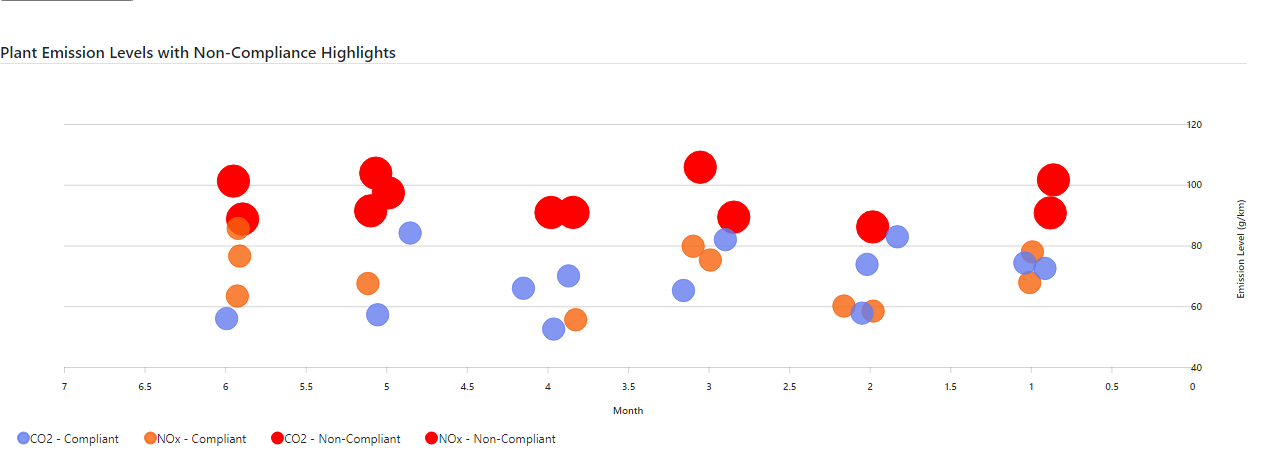 Plant Emission Levels with Non-Compliance Highlights
120
100
80
60
40
Emission Level (g/km)
7 6.5 6 5.5 5 4.5 4 3.5 3 2.5 2 1.5 1 0.5 0
Month
CO2 - Compliant NOx - Compliant CO2 - Non-Compliant NOx - Non-Compliant